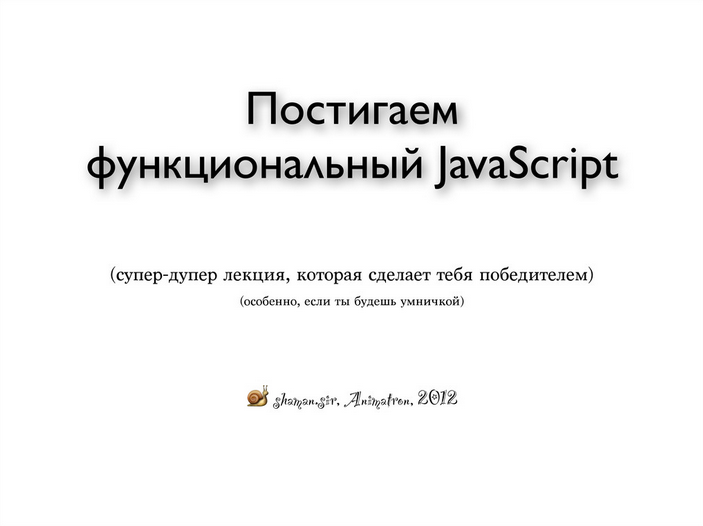 Постигаем
функциональный JavaScript
(супер-дупер лекция, которая сделает тебя победителем)
(особенно, если ты будешь умничкой)
shaman.sir, Animatron, 2012